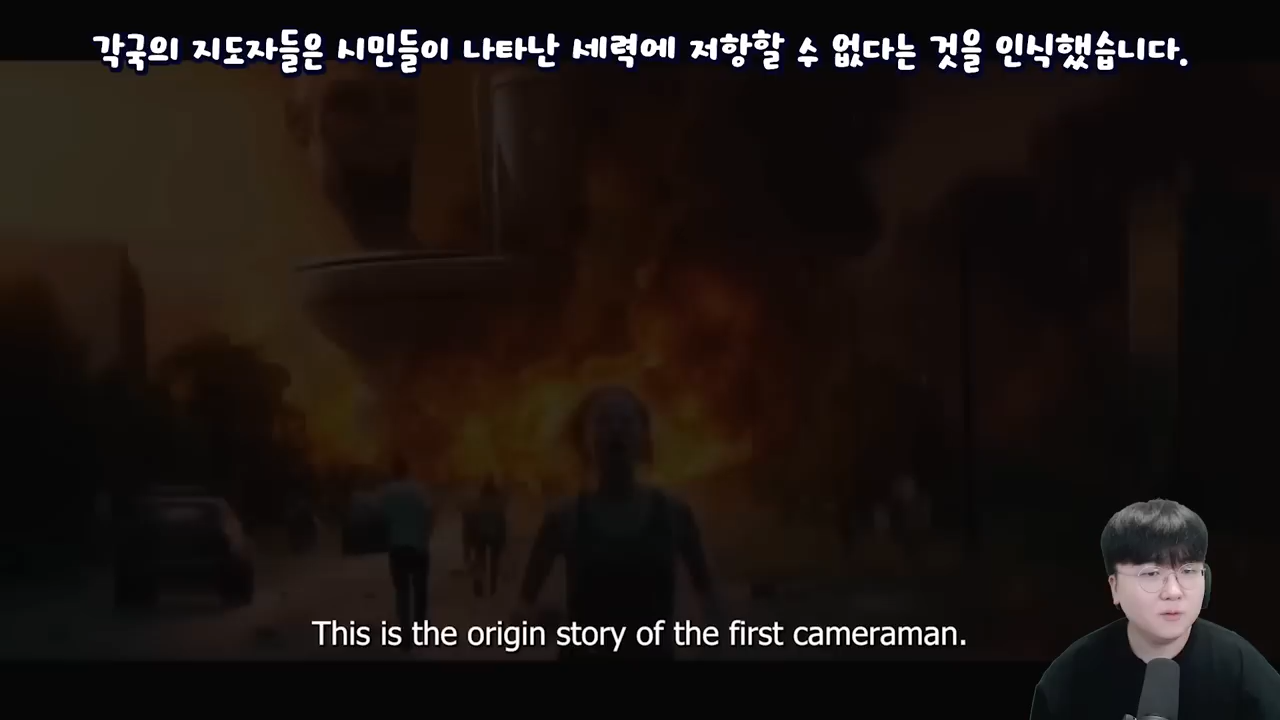 각국의 지도자들은 시민들이 나타난 세력에 저항할 수 없다는 것을 인식했습니다.
This is the origin story of the first cameraman.